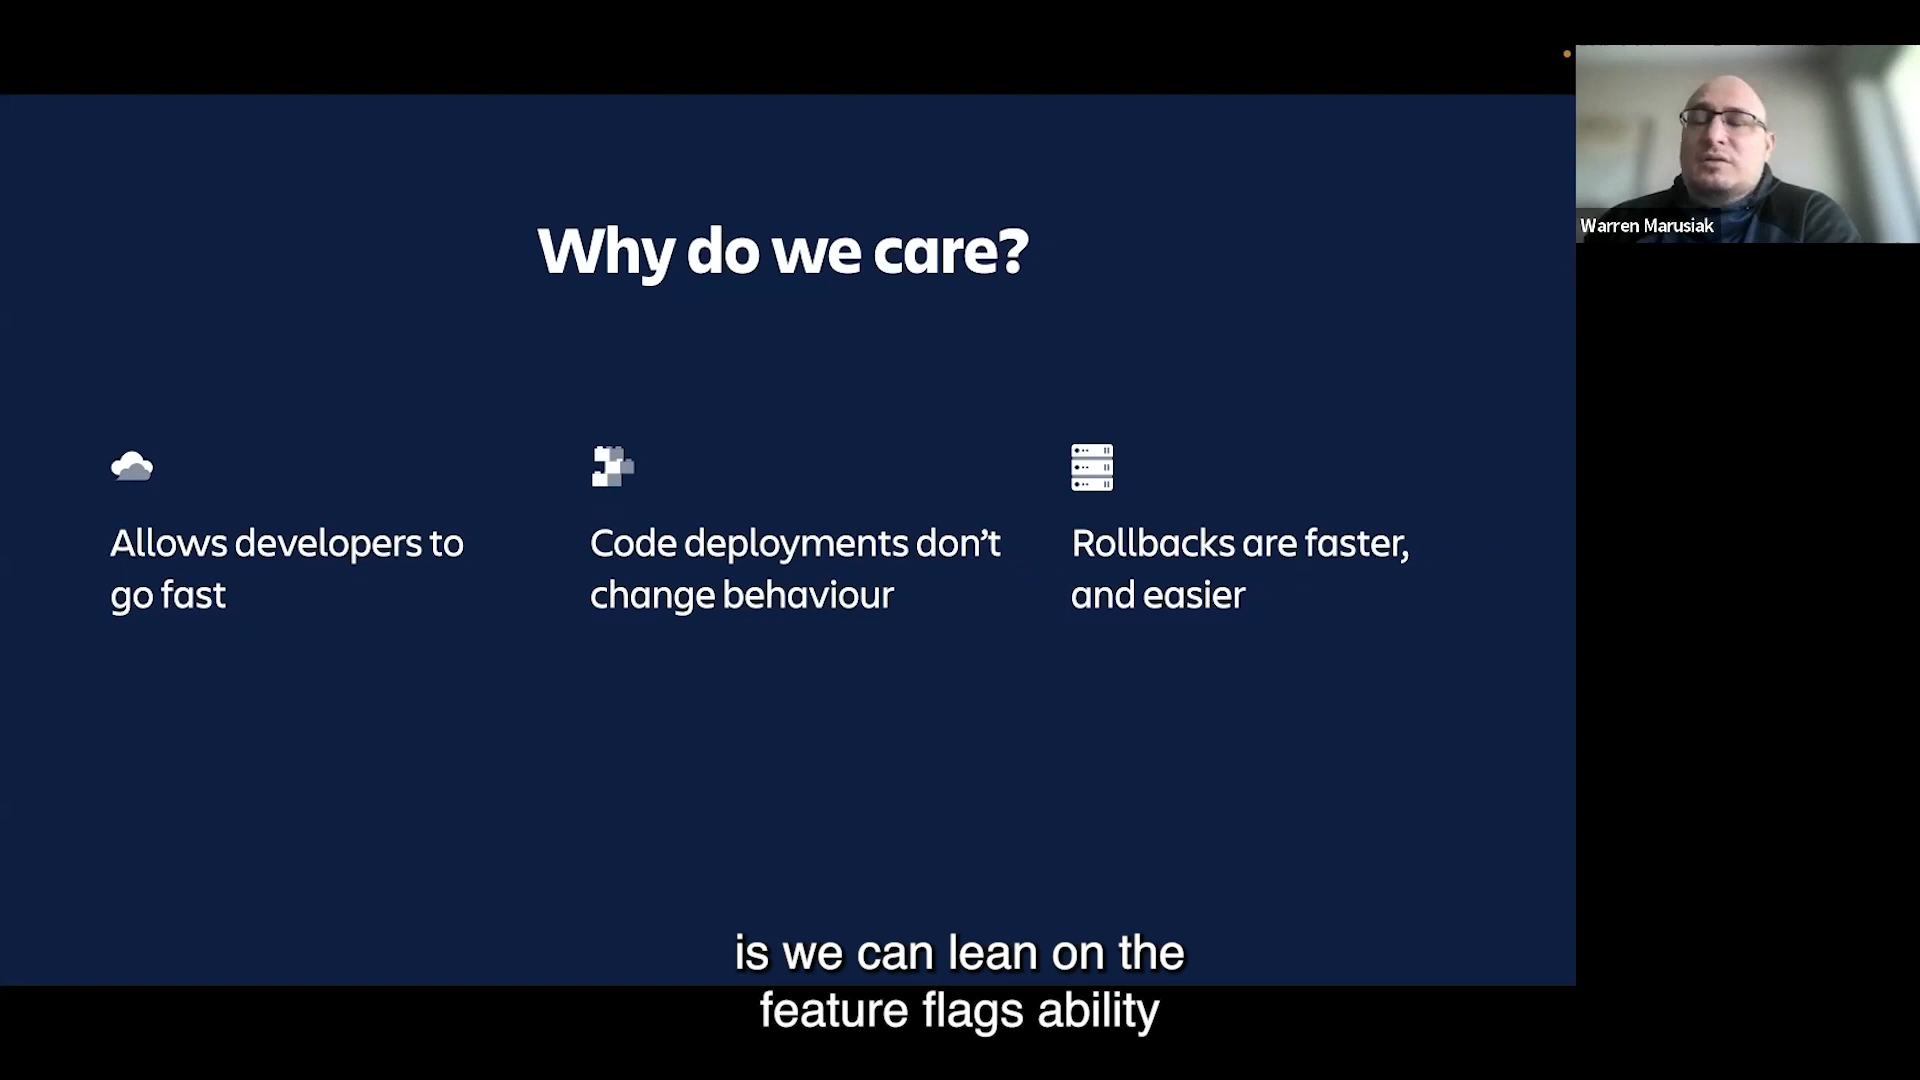 Why do we care?
Allows developers to
go fast
Code deployments don’t
change behaviour
Rollbacks are faster,
and easier
Warren Marusiak
is we can lean on the
feature flags ability